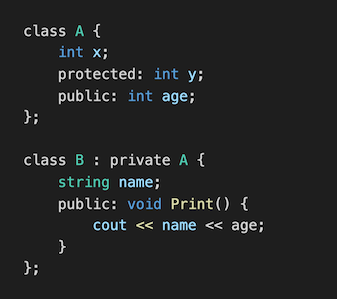 class A {
    int x;
    protected: int y;
    public: int age;
};

class B : private A {
    string name;
    public: void Print() {
        cout << name << age;
    }
};